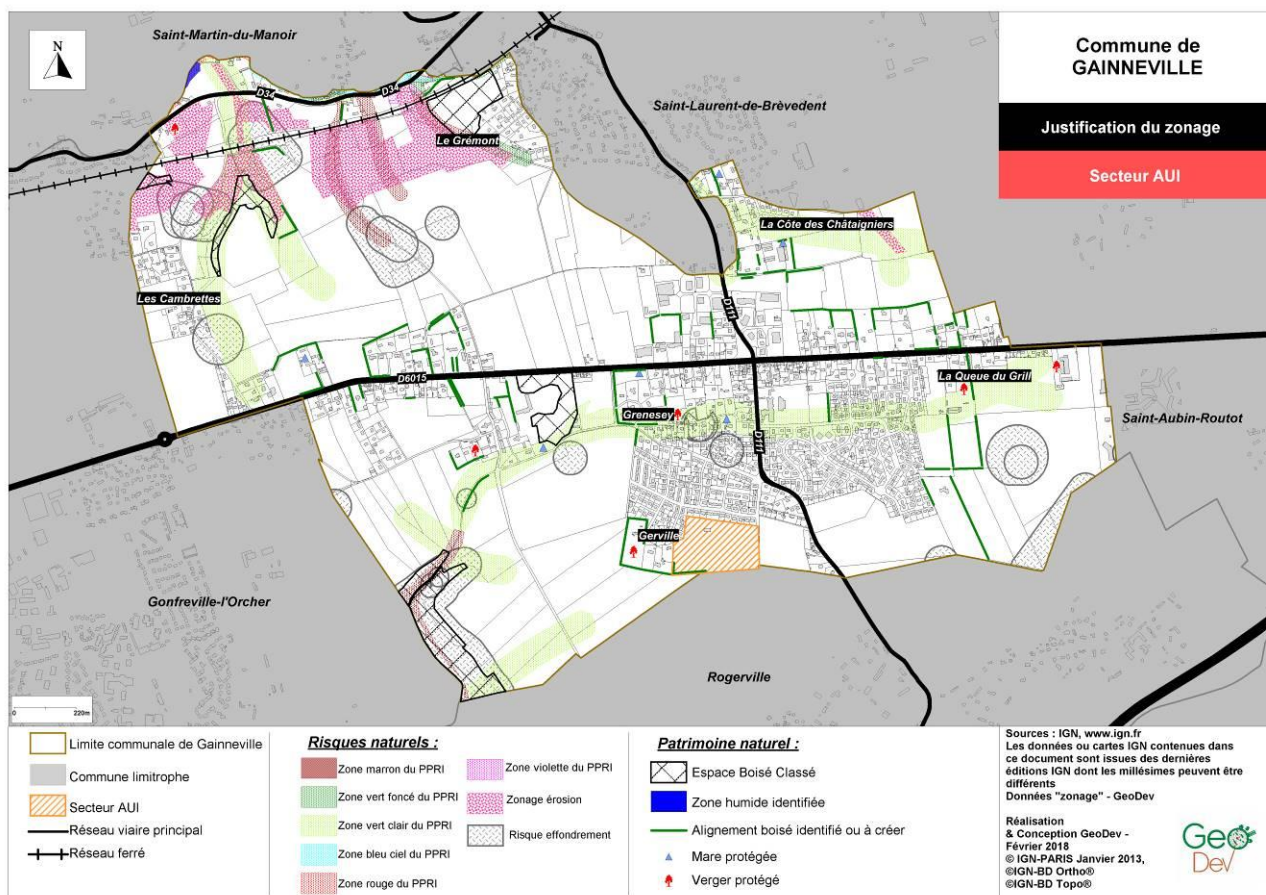 Saint-Martin-du-Manoir
N
Commune de
GAINNEVILLE
Justification du zonage
Secteur AUI
D34
D34
Saint-Laurent-de-Brèvedent
Le Grémont
La Côte des Châtaigniers
Les Cambrettes
D111
D6015
La Queue du Grill
Grenesey
Saint-Aubin-Routot
D111
Gerville
Gonfreville-l'Orcher
Rogerville
0 220m
Limite communale de Gainneville
Commune limitrophe
Secteur AUI
Réseau viaire principal
Réseau ferré
Risques naturels :
Zone marron du PPRI
Zone vert foncé du PPRI
Zone vert clair du PPRI
Zone bleu ciel du PPRI
Zone rouge du PPRI
Zone violette du PPRI
Zonage érosion
Risque effondrement
Patrimoine naturel :
Espace Boisé Classé
Zone humide identifiée
Alignement boisé identifié ou à créer
Mare protégée
Verger protégé
Sources : IGN, www.ign.fr
Les données ou cartes IGN contenues dans
ce document sont issues des dernières
éditions IGN dont les millésimes peuvent être
différents
Données "zonage" - GeoDev
Réalisation
& Conception GeoDev -
Février 2018
© IGN-PARIS Janvier 2013,
©IGN-BD Ortho®
©IGN-BD Topo®
Geo
Dev